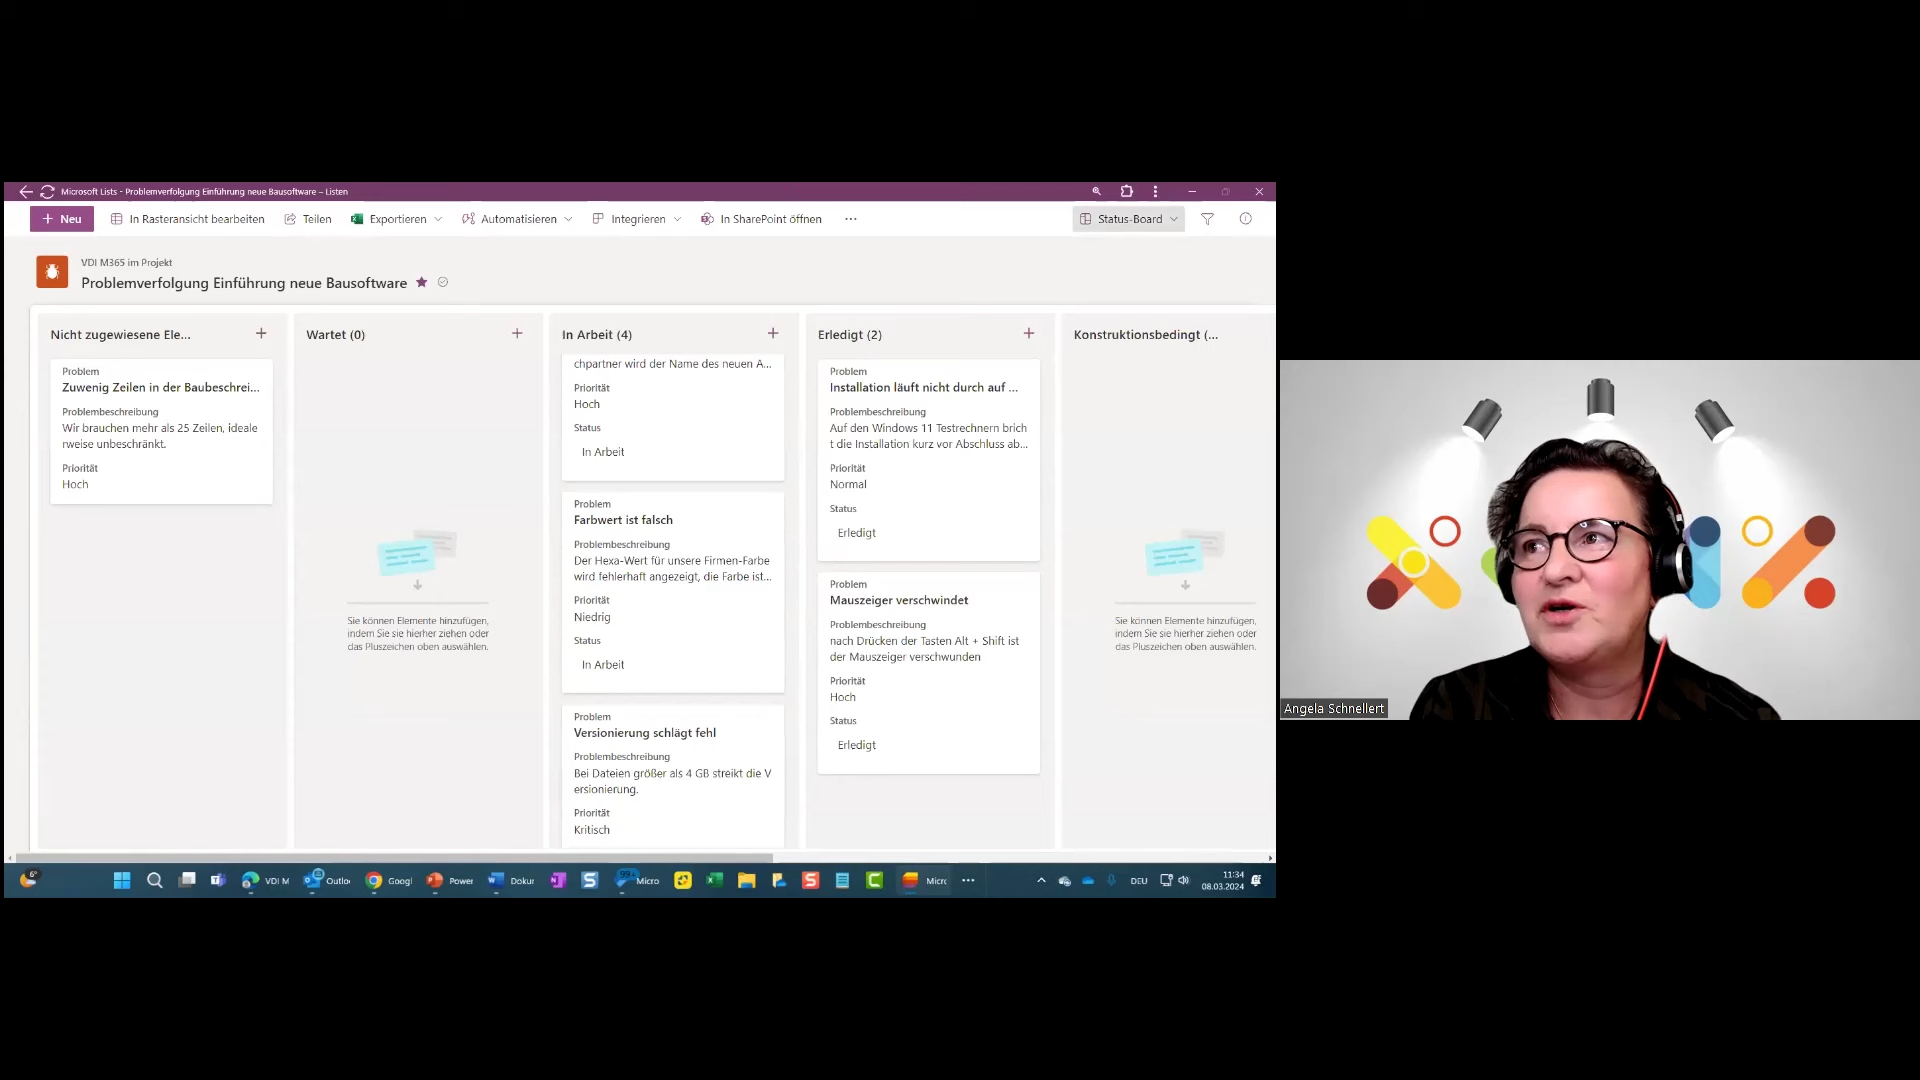 Microsoft Lists - Problemverfolgung Einführung neue Bausoftware – Listen
Neu
In Rasteransicht bearbeiten
Teilen
Exportieren
Automatisieren
Integrieren
In SharePoint öffnen
Status-Board
VDI M365 im Projekt
Problemverfolgung Einführung neue Bausoftware
Nicht zugewiesene Ele...
Problem
Zuwenig Zeilen in der Baubeschrei...
Problembeschreibung
Wir brauchen mehr als 25 Zeilen, ideale
rweise unbeschränkt.
Priorität
Hoch
Wartet (0)
Sie können Elemente hinzufügen,
indem Sie sie hierher ziehen oder
das Pluszeichen oben auswählen.
In Arbeit (4)
chpartner wird der Name des neuen A...
Priorität
Hoch
Status
In Arbeit
Problem
Farbwert ist falsch
Problembeschreibung
Der Hexa-Wert für unsere Firmen-Farbe
wird fehlerhaft angezeigt, die Farbe ist...
Priorität
Niedrig
Status
In Arbeit
Problem
Versionierung schlägt fehl
Problembeschreibung
Bei Dateien größer als 4 GB streikt die V
ersionierung.
Priorität
Kritisch
Erledigt (2)
Problem
Installation läuft nicht durch auf ...
Problembeschreibung
Auf den Windows 11 Testrechnern brich
t die Installation kurz vor Abschluss ab...
Priorität
Normal
Status
Erledigt
Problem
Mauszeiger verschwindet
Problembeschreibung
nach Drücken der Tasten Alt + Shift ist
der Mauszeiger verschwunden
Priorität
Hoch
Status
Erledigt
Konstruktionsbedingt (...
Sie können Elemente hinzufügen,
indem Sie sie hierher ziehen oder
das Pluszeichen oben auswählen.
Angela Schnellert
6°
VDI M
Outlo
Googl
Power
Dokur
99+
Micro
Micr
DEU
11:34
08.03.2024